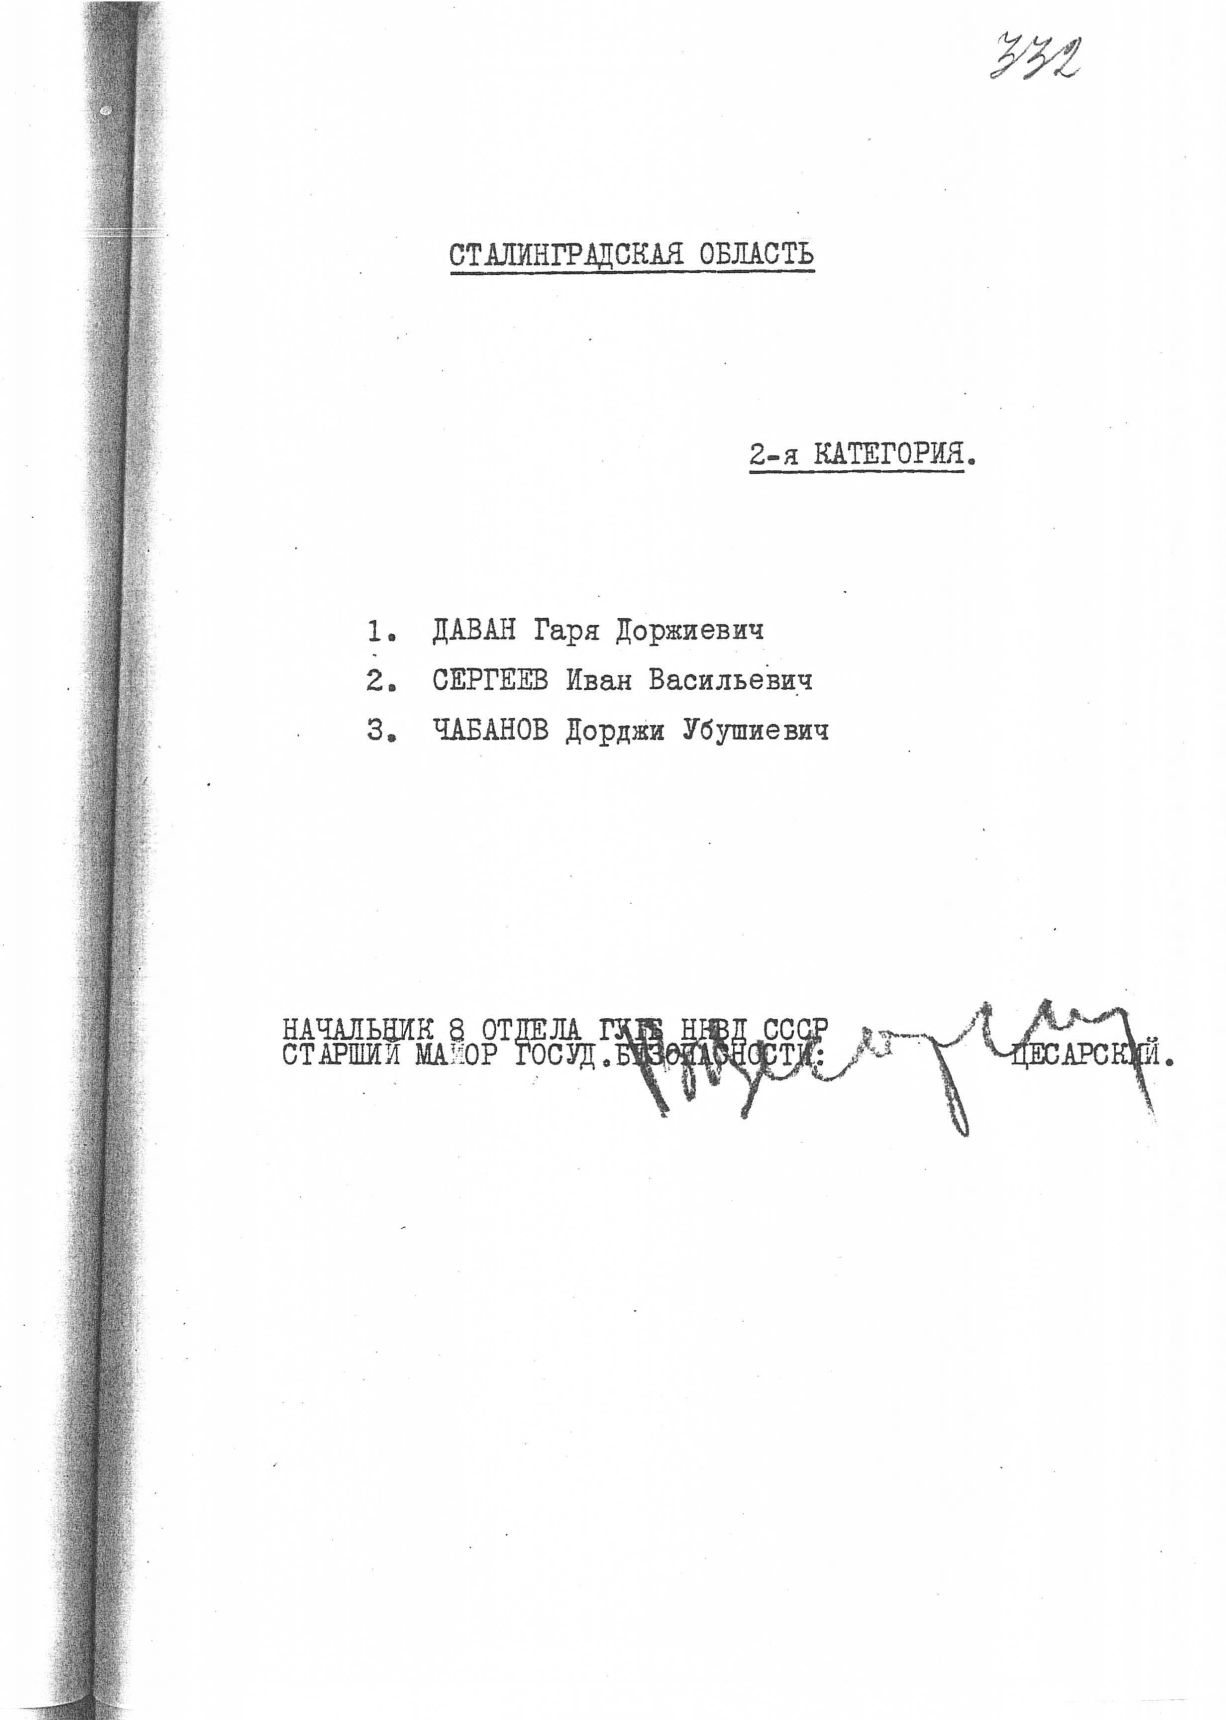 332
СТАЛИНГРАДСКАЯ ОБЛАСТЬ
2-я КАТЕГОРИЯ.
1. ДАВАН Гаря Доржиевич
2. СЕРГЕЕВ Иван Васильевич
3. ЧАБАНОВ Дорджи Убушиевич
НАЧАЛЬНИК 8 ОТДЕЛА ГУГБ НКВД СССР
СТАРШИЙ МАЙОР ГОСУД.БЕЗОПАСНОСТИ: ЦЕСАРСКИЙ.